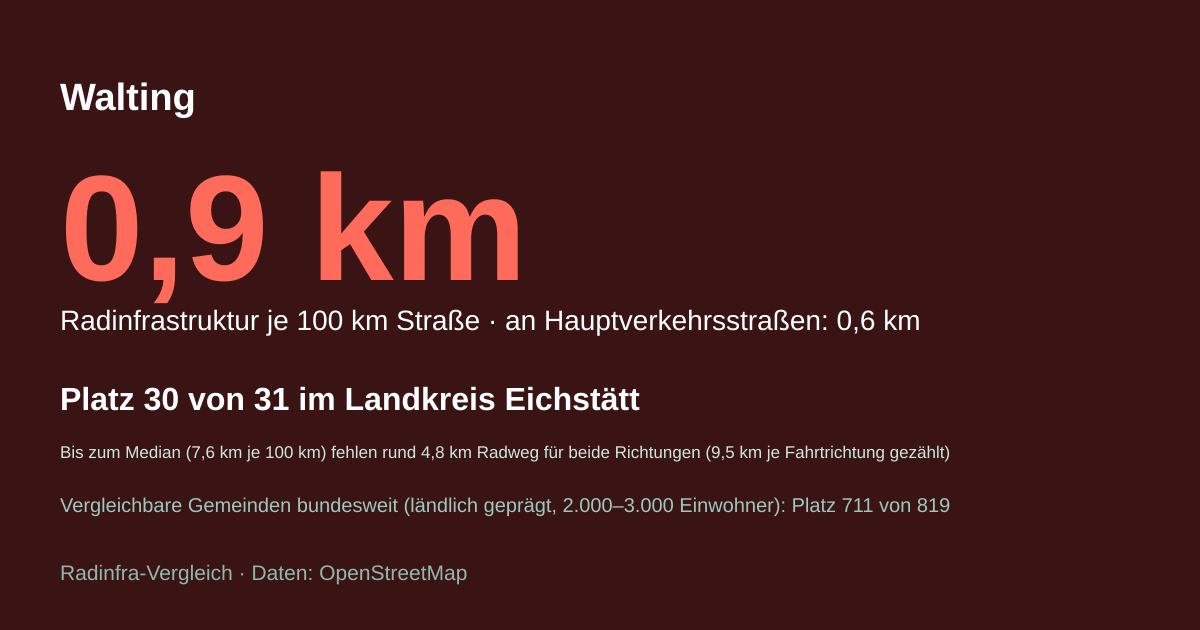 Walting
0,9 km
Radinfrastruktur je 100 km Straße · an Hauptverkehrsstraßen: 0,6 km
Platz 30 von 31 im Landkreis Eichstätt
Bis zum Median (7,6 km je 100 km) fehlen rund 4,8 km Radweg für beide Richtungen (9,5 km je Fahrtrichtung gezählt)
Vergleichbare Gemeinden bundesweit (ländlich geprägt, 2.000–3.000 Einwohner): Platz 711 von 819
Radinfra-Vergleich · Daten: OpenStreetMap